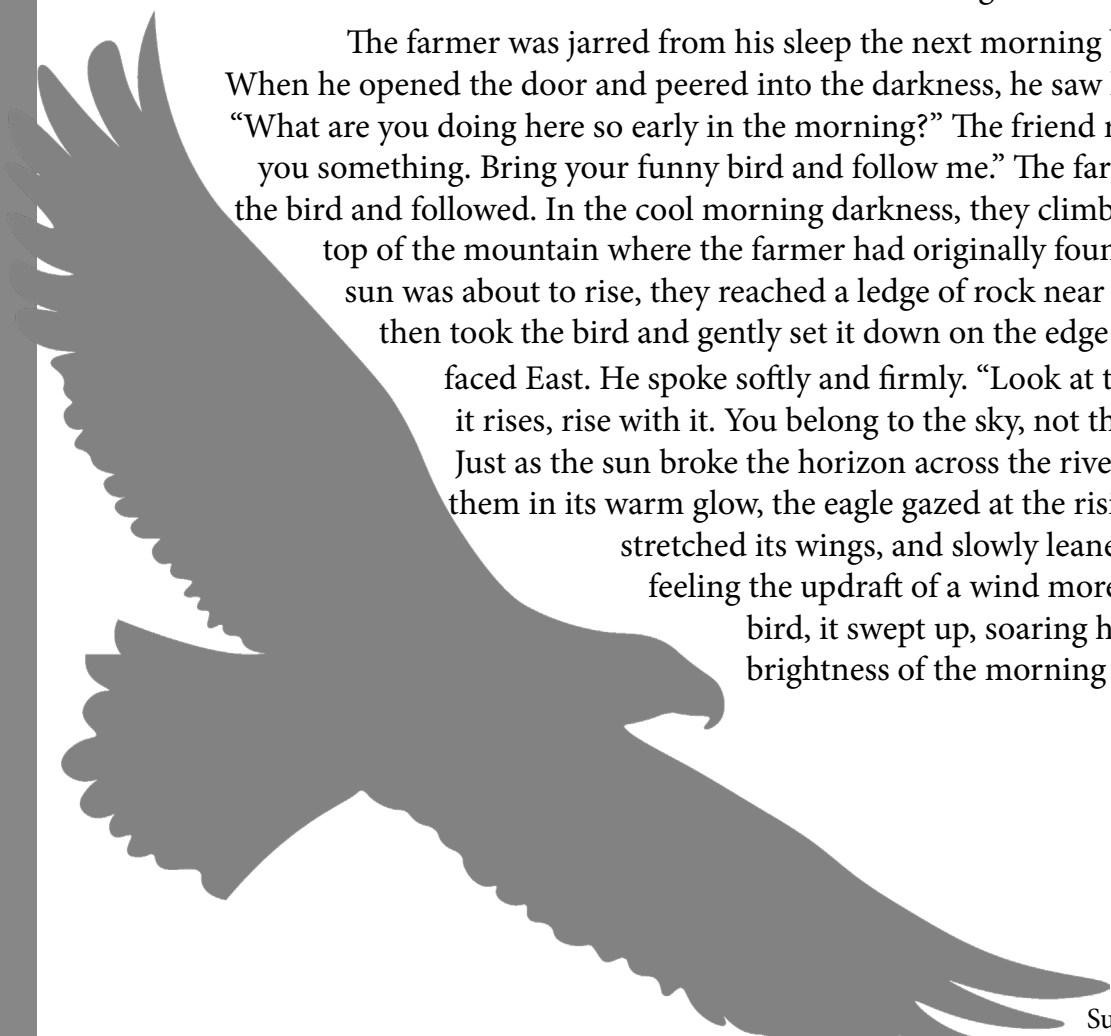 The farmer was jarred from his sleep the next morning
When he opened the door and peered into the darkness, he saw
“What are you doing here so early in the morning?” The friend
you something. Bring your funny bird and follow me.” The far
the bird and followed. In the cool morning darkness, they climb
top of the mountain where the farmer had originally foun
sun was about to rise, they reached a ledge of rock near
then took the bird and gently set it down on the edge
faced East. He spoke softly and firmly. “Look at t
it rises, rise with it. You belong to the sky, not th
Just as the sun broke the horizon across the rive
them in its warm glow, the eagle gazed at the risi
stretched its wings, and slowly leane
feeling the updraft of a wind more
bird, it swept up, soaring h
brightness of the morning
Su